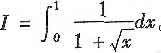 I = ∫₀¹ 1/(1 + √x) dx,